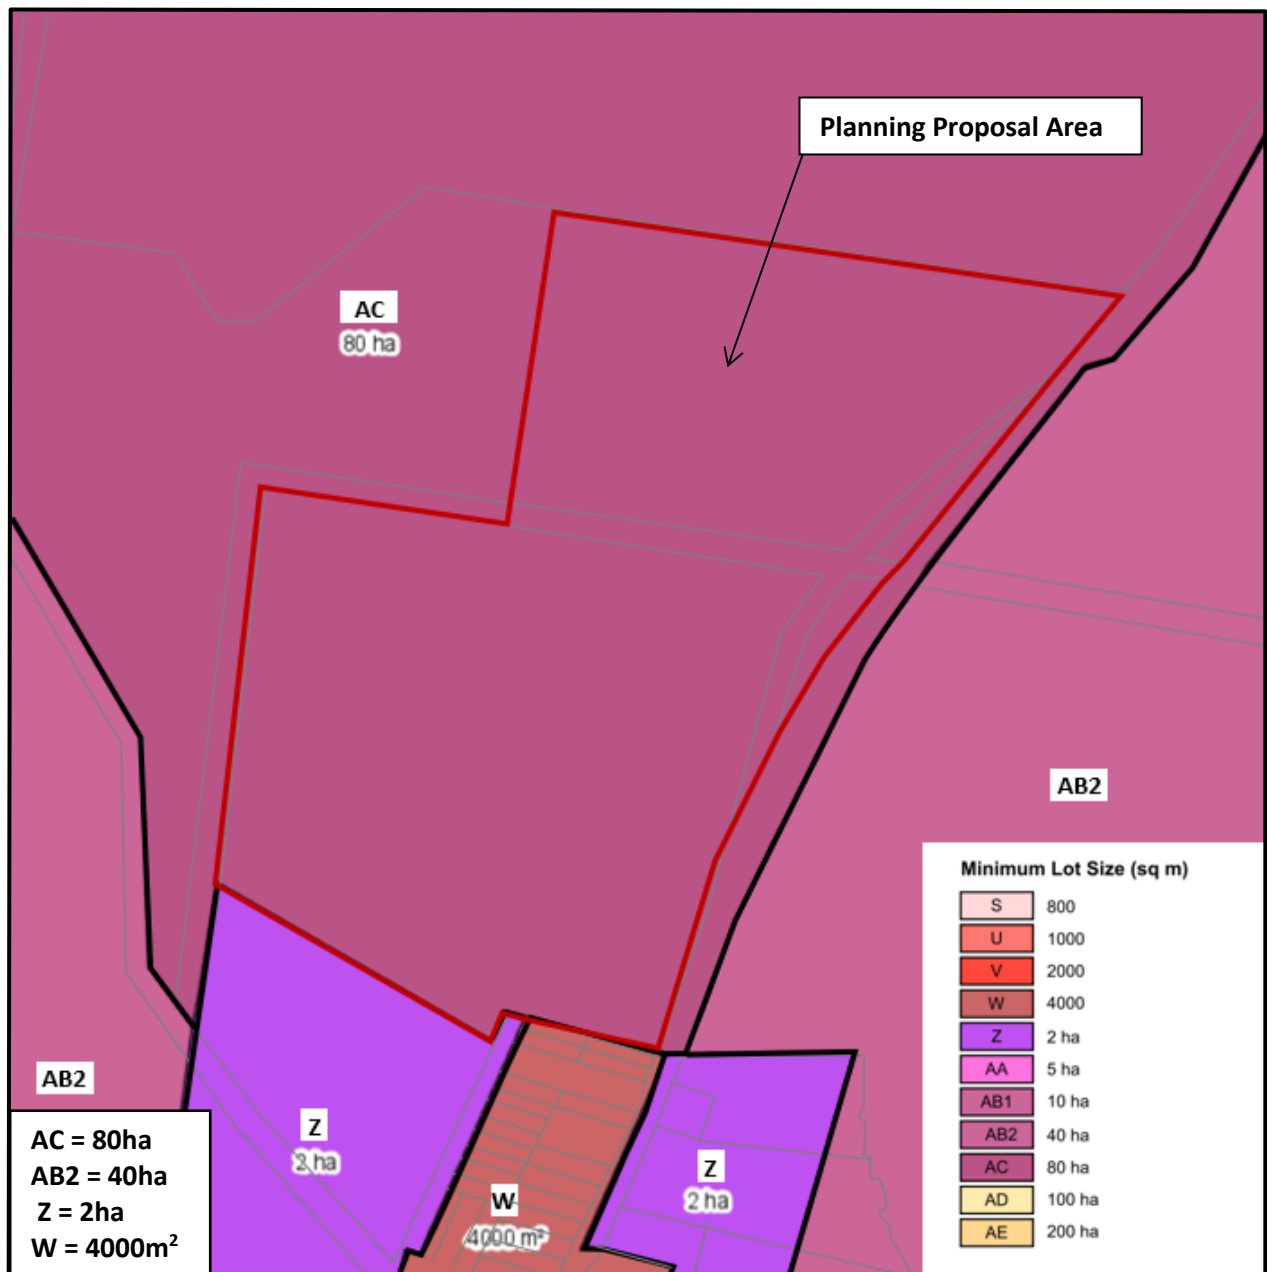 Planning Proposal Area
AC
80 ha
AB2
AB2
Z
2 ha
W
4000 m²
Z
2 ha
AC = 80ha
AB2 = 40ha
Z = 2ha
W = 4000m²
Minimum Lot Size (sq m)
S 800
U 1000
V 2000
W 4000
Z 2 ha
AA 5 ha
AB1 10 ha
AB2 40 ha
AC 80 ha
AD 100 ha
AE 200 ha